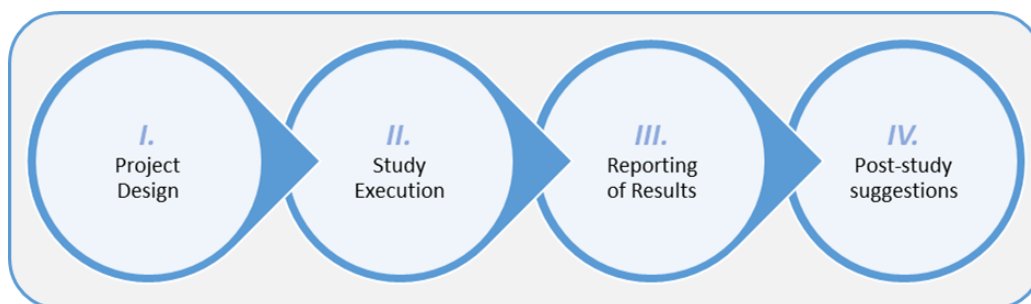 I.
Project
Design
II.
Study
Execution
III.
Reporting
of Results
IV.
Post-study
suggestions